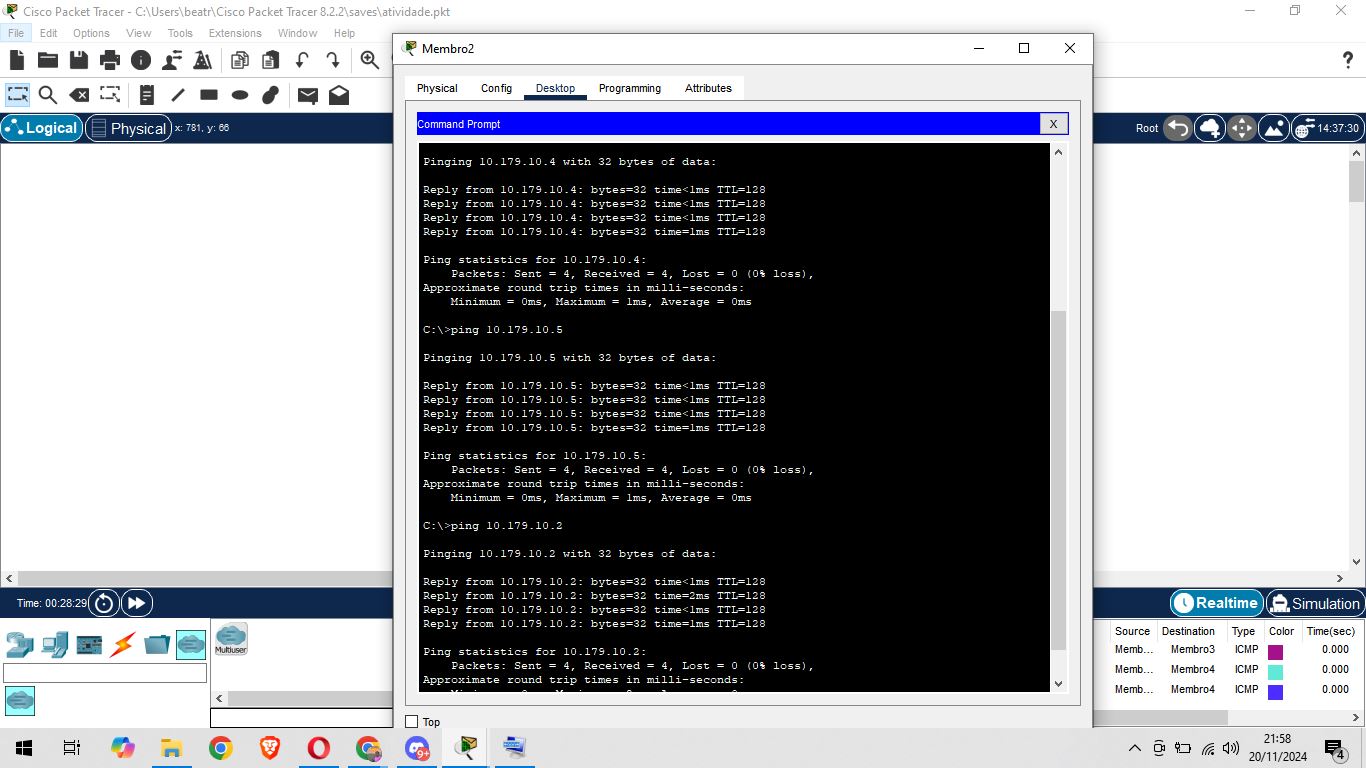 Cisco Packet Tracer - C:\Users\beatr\Cisco Packet Tracer 8.2.2\saves\atividade.pkt
File Edit Options View Tools Extensions Window Help
Membro2
?
Physical Config Desktop Programming Attributes
Logical Physical x: 781, y: 66
Root 14:37:30
Command Prompt X
Pinging 10.179.10.4 with 32 bytes of data:
Reply from 10.179.10.4: bytes=32 time<1ms TTL=128
Reply from 10.179.10.4: bytes=32 time<1ms TTL=128
Reply from 10.179.10.4: bytes=32 time<1ms TTL=128
Reply from 10.179.10.4: bytes=32 time=1ms TTL=128
Ping statistics for 10.179.10.4:
Packets: Sent = 4, Received = 4, Lost = 0 (0% loss),
Approximate round trip times in milli-seconds:
Minimum = 0ms, Maximum = 1ms, Average = 0ms
C:\>ping 10.179.10.5
Pinging 10.179.10.5 with 32 bytes of data:
Reply from 10.179.10.5: bytes=32 time<1ms TTL=128
Reply from 10.179.10.5: bytes=32 time<1ms TTL=128
Reply from 10.179.10.5: bytes=32 time<1ms TTL=128
Reply from 10.179.10.5: bytes=32 time=1ms TTL=128
Ping statistics for 10.179.10.5:
Packets: Sent = 4, Received = 4, Lost = 0 (0% loss),
Approximate round trip times in milli-seconds:
Minimum = 0ms, Maximum = 1ms, Average = 0ms
C:\>ping 10.179.10.2
Pinging 10.179.10.2 with 32 bytes of data:
Reply from 10.179.10.2: bytes=32 time<1ms TTL=128
Reply from 10.179.10.2: bytes=32 time=2ms TTL=128
Reply from 10.179.10.2: bytes=32 time<1ms TTL=128
Reply from 10.179.10.2: bytes=32 time=1ms TTL=128
Ping statistics for 10.179.10.2:
Packets: Sent = 4, Received = 4, Lost = 0 (0% loss),
Approximate round trip times in milli-seconds:
Top
Time: 00:28:29
Realtime Simulation
Multiuser
Source Destination Type Color Time(sec)
Memb... Membro3 ICMP 0.000
Memb... Membro4 ICMP 0.000
Memb... Membro4 ICMP 0.000
9+
21:58
20/11/2024
4